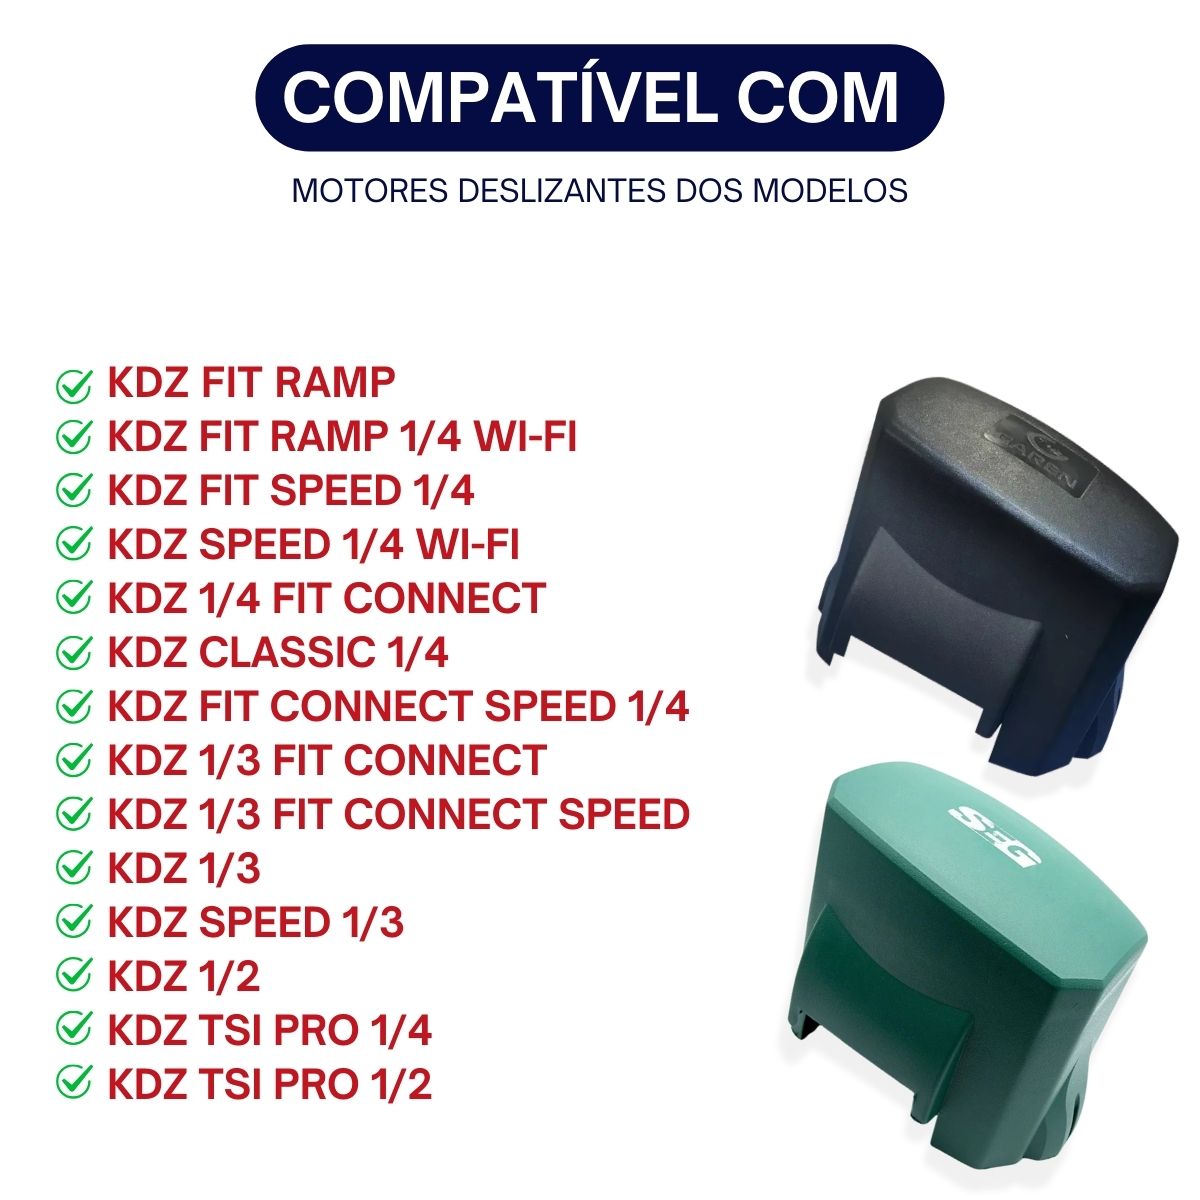 COMPATÍVEL COM
MOTORES DESLIZANTES DOS MODELOS
KDZ FIT RAMP
KDZ FIT RAMP 1/4 WI-FI
KDZ FIT SPEED 1/4
KDZ SPEED 1/4 WI-FI
KDZ 1/4 FIT CONNECT
KDZ CLASSIC 1/4
KDZ FIT CONNECT SPEED 1/4
KDZ 1/3 FIT CONNECT
KDZ 1/3 FIT CONNECT SPEED
KDZ 1/3
KDZ SPEED 1/3
KDZ 1/2
KDZ TSI PRO 1/4
KDZ TSI PRO 1/2
GAREN
SEG